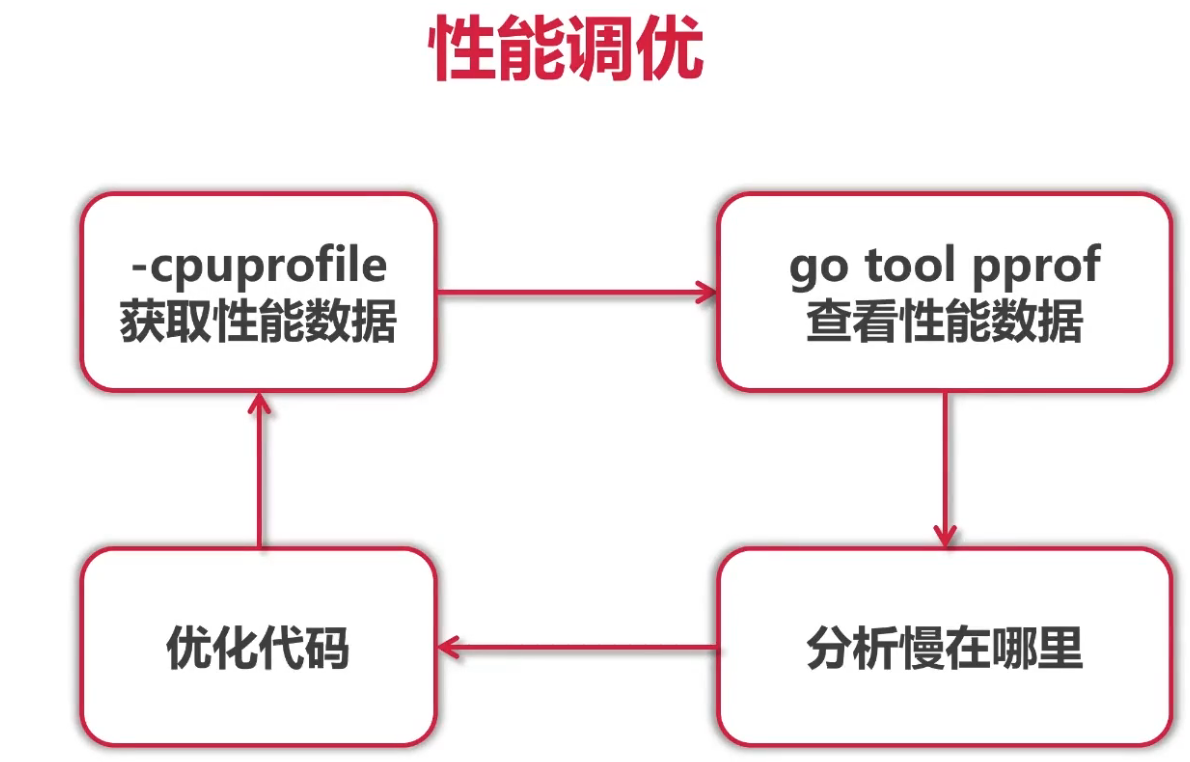 性能调优
-cpuprofile
获取性能数据
go tool pprof
查看性能数据
优化代码
分析慢在哪里